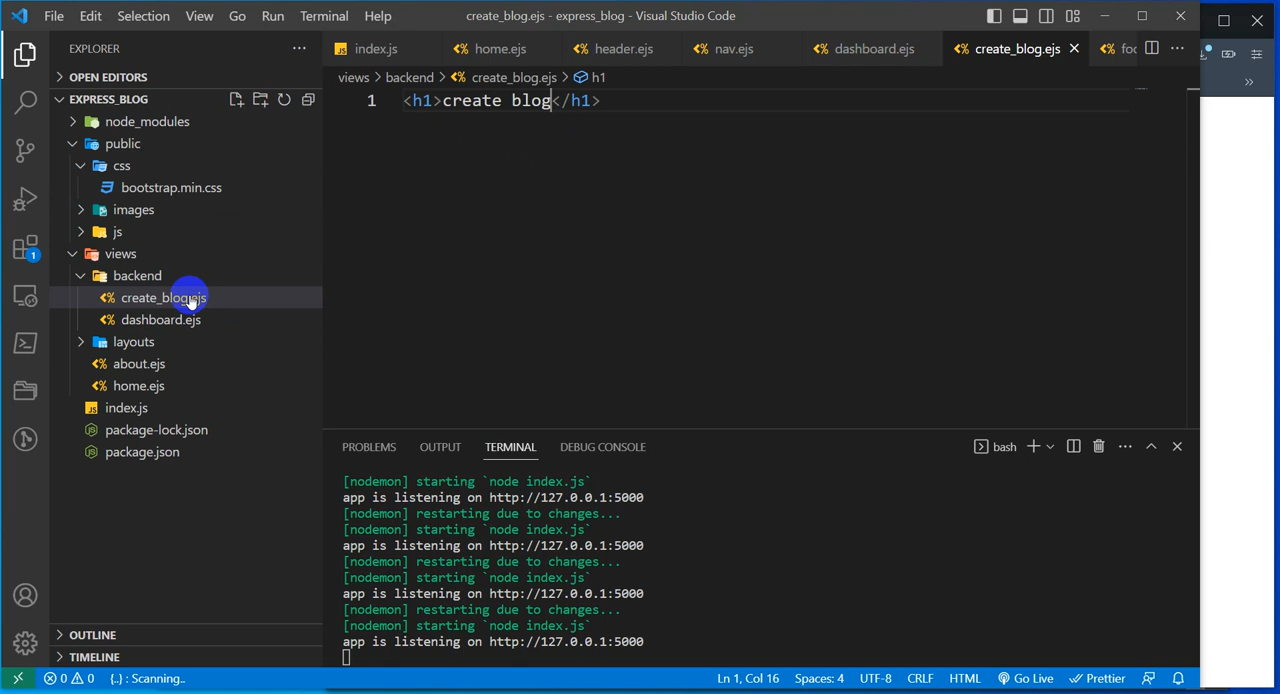 File Edit Selection View Go Run Terminal Help create_blog.ejs - express_blog - Visual Studio Code
EXPLORER
index.js home.ejs header.ejs nav.ejs dashboard.ejs create_blog.ejs
OPEN EDITORS
views > backend > create_blog.ejs > h1
EXPRESS_BLOG
1 <h1>create blog</h1>
node_modules
public
css
bootstrap.min.css
images
js
views
backend
create_blog.ejs
dashboard.ejs
layouts
about.ejs
home.ejs
index.js
package-lock.json
package.json
PROBLEMS OUTPUT TERMINAL DEBUG CONSOLE bash
[nodemon] starting `node index.js`
app is listening on http://127.0.0.1:5000
[nodemon] restarting due to changes...
[nodemon] starting `node index.js`
app is listening on http://127.0.0.1:5000
[nodemon] restarting due to changes...
[nodemon] starting `node index.js`
app is listening on http://127.0.0.1:5000
[nodemon] restarting due to changes...
[nodemon] starting `node index.js`
app is listening on http://127.0.0.1:5000
1
OUTLINE
TIMELINE
0 0 {..} : Scanning.. Ln 1, Col 16 Spaces: 4 UTF-8 CRLF HTML Go Live Prettier